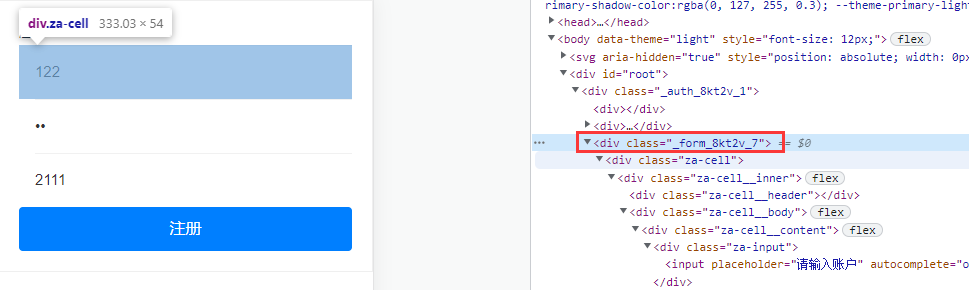 div.za-cell 333.03 × 54
122
••
2111
注册
rimary-shadow-color:rgba(0, 127, 255, 0.3); --theme-primary-light
<head>…</head>
<body data-theme="light" style="font-size: 12px;"> flex
<svg aria-hidden="true" style="position: absolute; width: 0px
<div id="root">
<div class="_auth_8kt2v_1">
<div></div>
<div>…</div>
<div class="_form_8kt2v_7"> == $0
<div class="za-cell">
<div class="za-cell__inner"> flex
<div class="za-cell__header"></div>
<div class="za-cell__body"> flex
<div class="za-cell__content"> flex
<div class="za-input">
<input placeholder="请输入账户" autocomplete="o
</div>